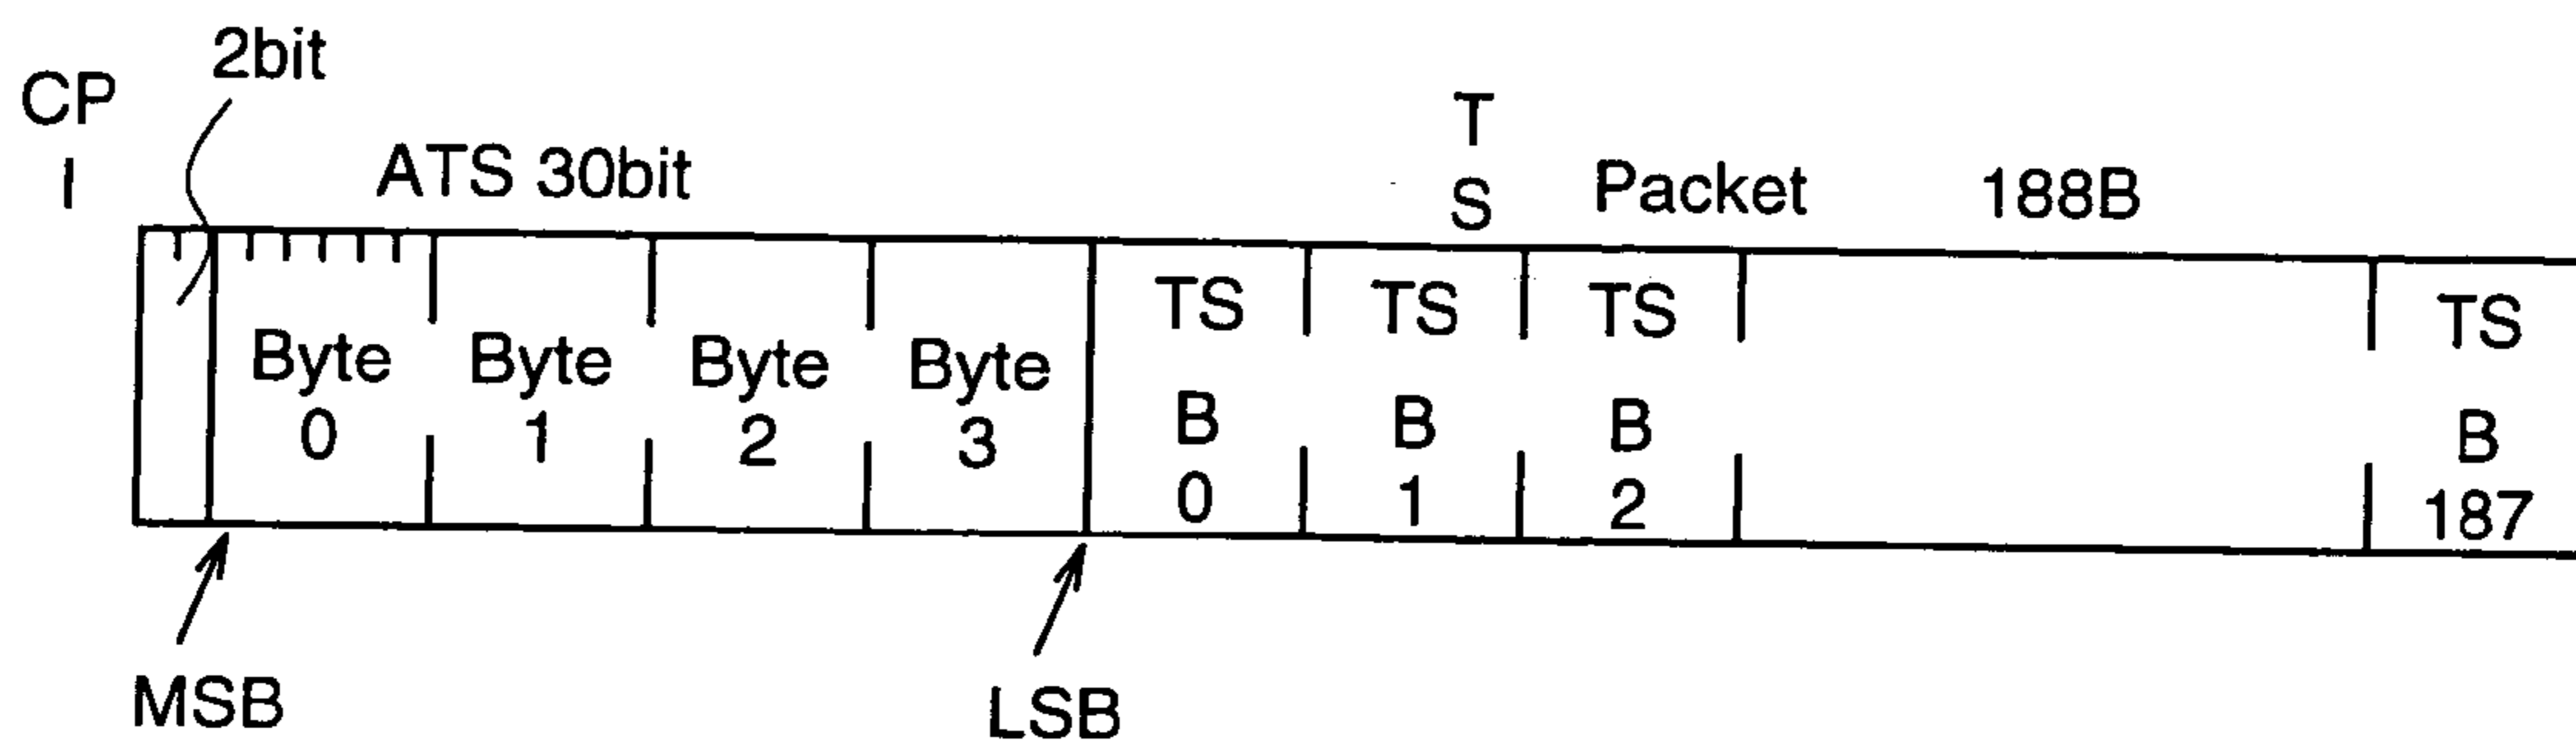 2bit
CP
I
ATS 30bit
T
S
Packet
188B
Byte
0
Byte
1
Byte
2
Byte
3
TS
B
0
TS
B
1
TS
B
2
TS
B
187
MSB
LSB